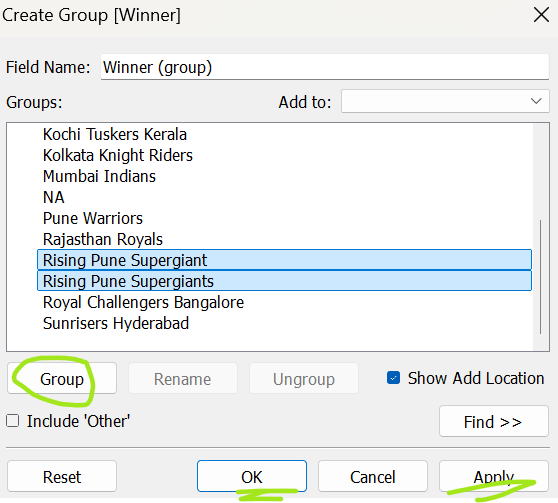 Create Group [Winner]
Field Name: Winner (group)
Groups: Add to:
Kochi Tuskers Kerala
Kolkata Knight Riders
Mumbai Indians
NA
Pune Warriors
Rajasthan Royals
Rising Pune Supergiant
Rising Pune Supergiants
Royal Challengers Bangalore
Sunrisers Hyderabad
Group Rename Ungroup Show Add Location
Include 'Other' Find >>
Reset OK Cancel Apply